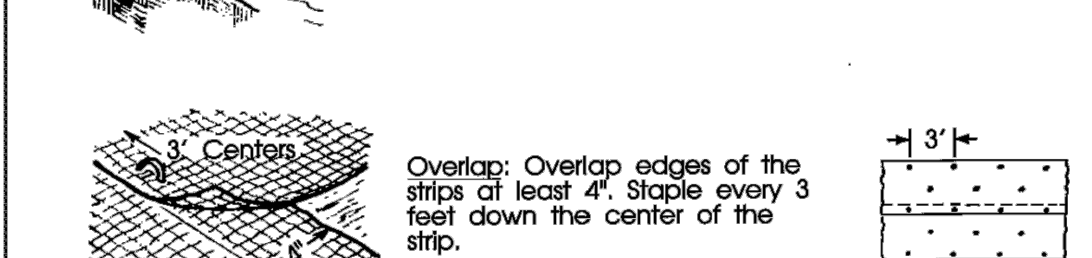 3' Centers
4"
Overlap: Overlap edges of the
strips at least 4". Staple every 3
feet down the center of the
strip.
3'